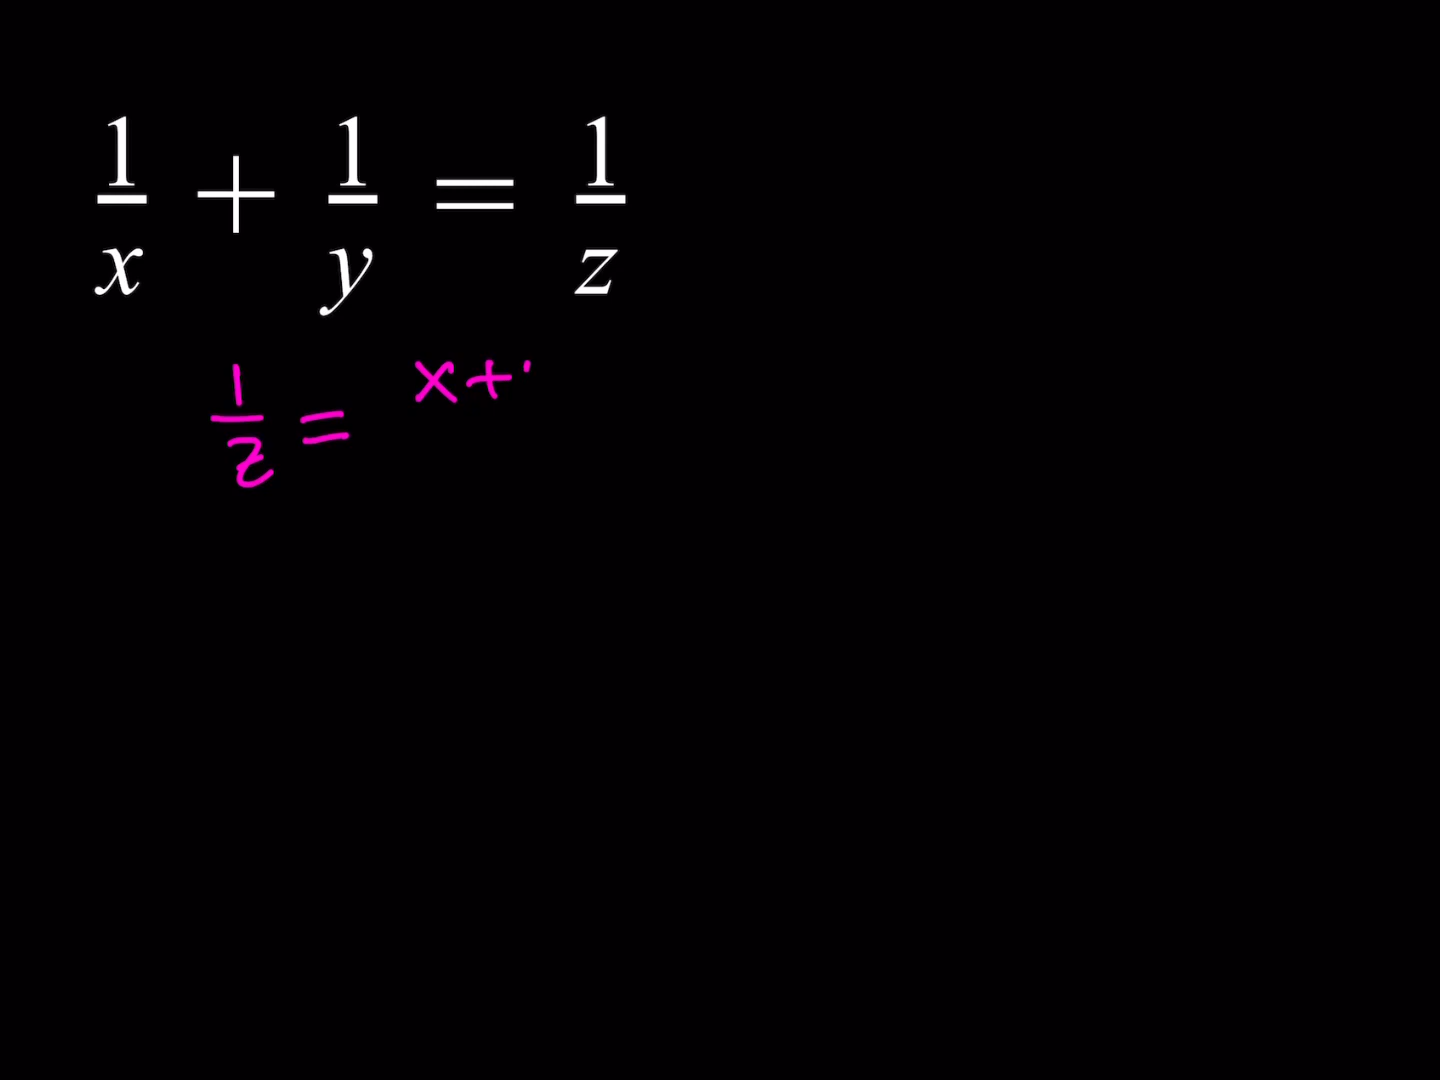 1/x + 1/y = 1/z
1/z = x+